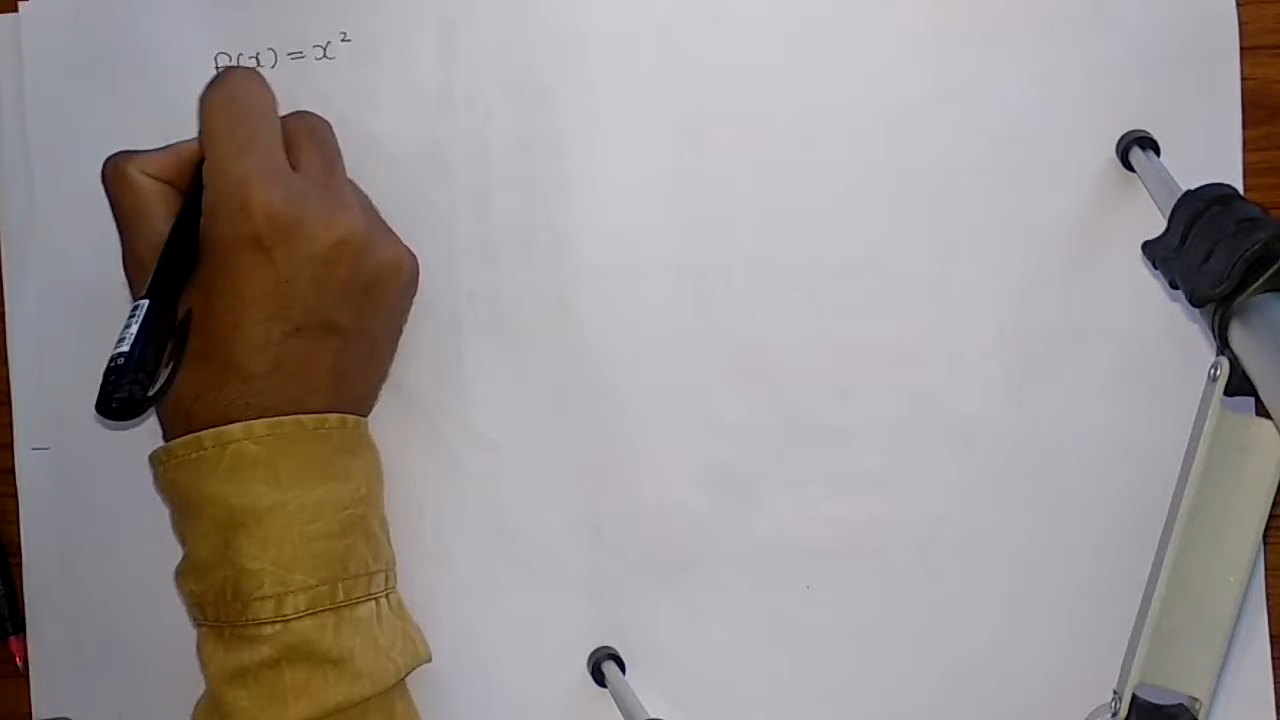 P(x) = x²